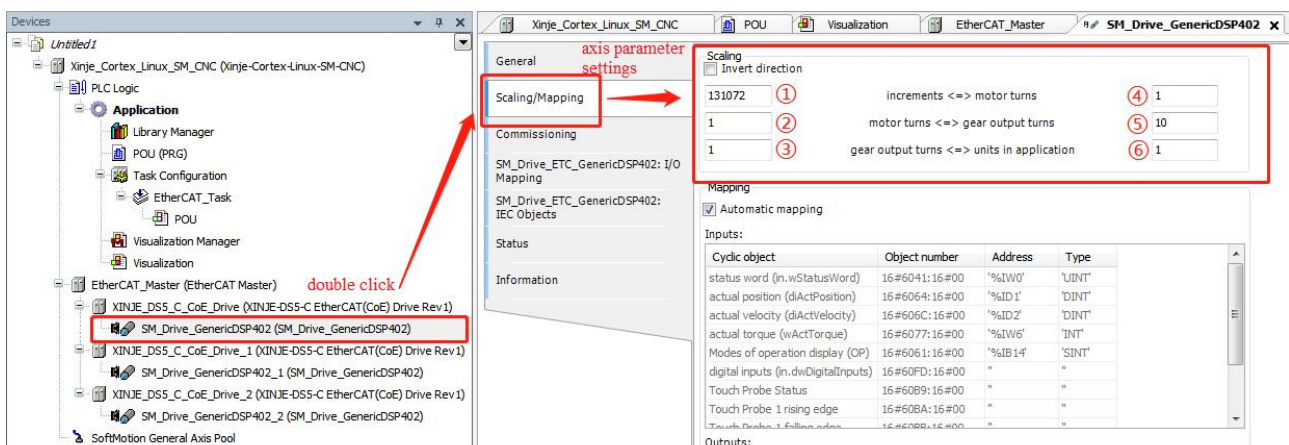 Devices
Untitled1
Xinje_Cortex_Linux_SM_CNC (Xinje-Cortex-Linux-SM-CNC)
PLC Logic
Application
Library Manager
POU (PRG)
Task Configuration
EtherCAT_Task
POU
Visualization Manager
Visualization
EtherCAT_Master (EtherCAT Master)
XINJE_DS5_C_CoE_Drive (XINJE-DS5-C EtherCAT(CoE) Drive Rev1)
SM_Drive_GenericDSP402 (SM_Drive_GenericDSP402)
XINJE_DS5_C_CoE_Drive_1 (XINJE-DS5-C EtherCAT(CoE) Drive Rev1)
SM_Drive_GenericDSP402_1 (SM_Drive_GenericDSP402)
XINJE_DS5_C_CoE_Drive_2 (XINJE-DS5-C EtherCAT(CoE) Drive Rev1)
SM_Drive_GenericDSP402_2 (SM_Drive_GenericDSP402)
SoftMotion General Axis Pool
double click
Xinje_Cortex_Linux_SM_CNC POU Visualization EtherCAT_Master SM_Drive_GenericDSP402
General
Scaling/Mapping
Commissioning
SM_Drive_ETC_GenericDSP402: I/O
Mapping
SM_Drive_ETC_GenericDSP402:
IEC Objects
Status
Information
axis parameter
settings
Scaling
Invert direction
131072 ① increments <=> motor turns ④ 1
1 ② motor turns <=> gear output turns ⑤ 10
1 ③ gear output turns <=> units in application ⑥ 1
Mapping
Automatic mapping
Inputs:
Cyclic object Object number Address Type
status word (in.wStatusWord) 16#6041:16#00 '%IW0' 'UINT'
actual position (diActPosition) 16#6064:16#00 '%ID1' 'DINT'
actual velocity (diActVelocity) 16#606C:16#00 '%ID2' 'DINT'
actual torque (wActTorque) 16#6077:16#00 '%IW6' 'INT'
Modes of operation display (OP) 16#6061:16#00 '%IB14' 'SINT'
digital inputs (in.dwDigitalInputs) 16#60FD:16#00 '' ''
Touch Probe Status 16#60B9:16#00 '' ''
Touch Probe 1 rising edge 16#60BA:16#00 '' ''
Touch Probe 1 falling edge 16#60BB:16#00 '' ''
Outputs: